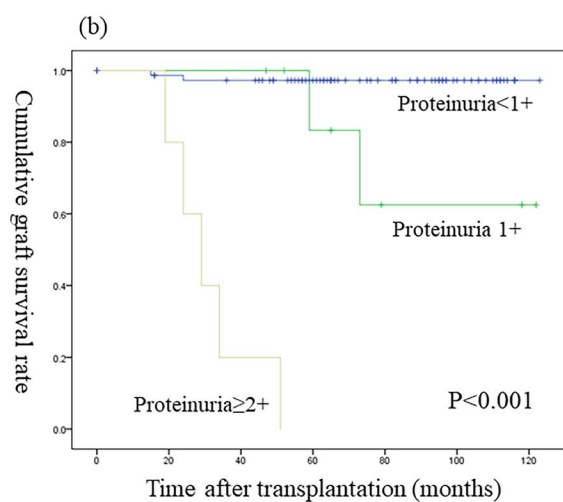 (b)
Cumulative graft survival rate
1.0
0.8
0.6
0.4
0.2
0.0
Proteinuria<1+
Proteinuria 1+
Proteinuria≥2+
P<0.001
0
20
40
60
80
100
120
Time after transplantation (months)